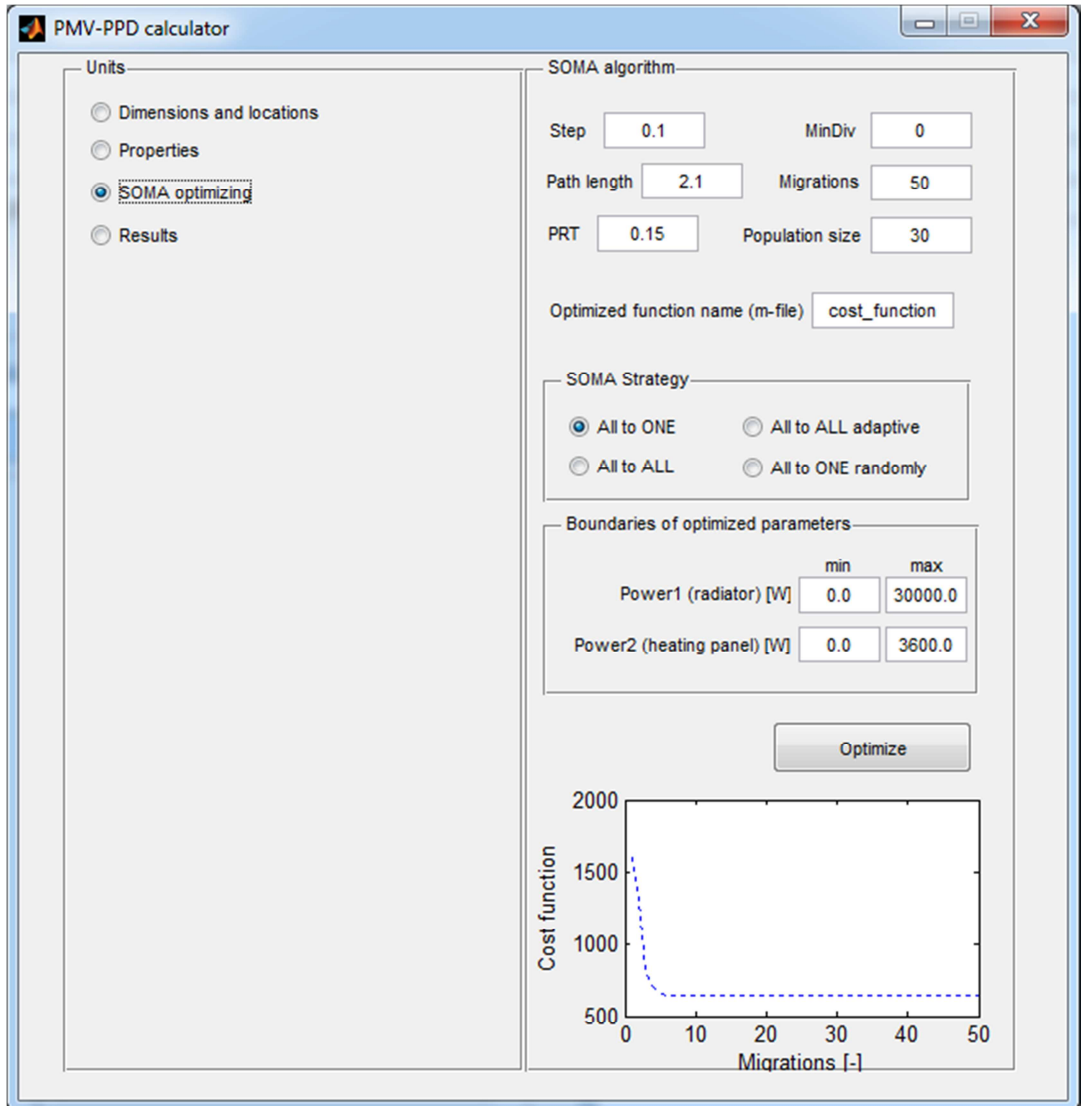 PMV-PPD calculator
Units
Dimensions and locations
Properties
SOMA optimizing
Results
SOMA algorithm
Step 0.1 MinDiv 0
Path length 2.1 Migrations 50
PRT 0.15 Population size 30
Optimized function name (m-file) cost_function
SOMA Strategy
All to ONE All to ALL adaptive
All to ALL All to ONE randomly
Boundaries of optimized parameters
min max
Power1 (radiator) [W] 0.0 30000.0
Power2 (heating panel) [W] 0.0 3600.0
Optimize
2000
1500
1000
500
Cost function
0 10 20 30 40 50
Migrations [-]